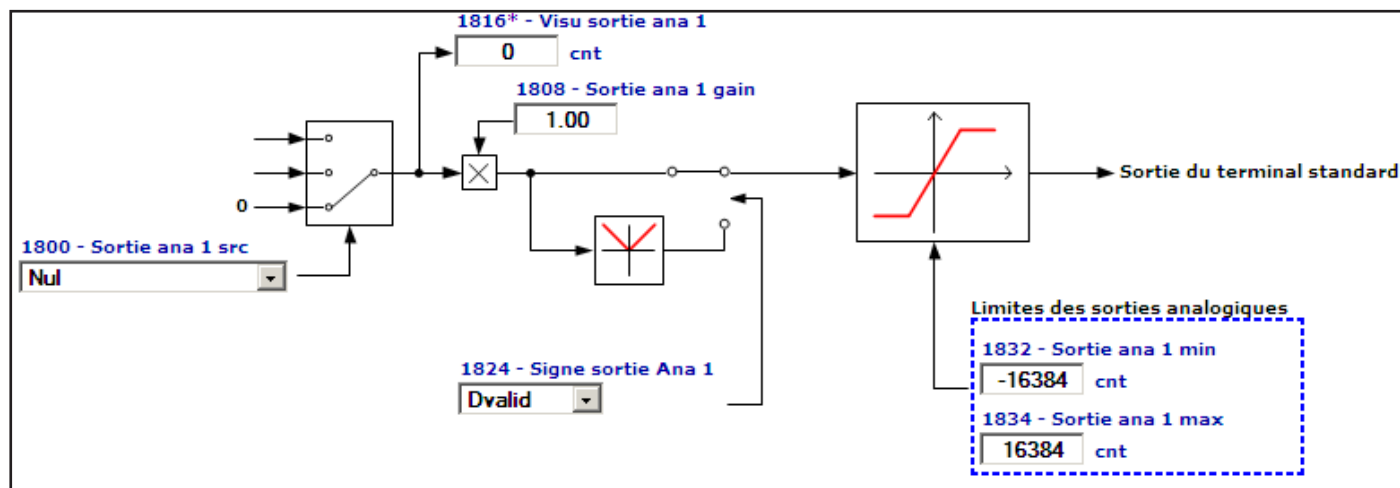 1816* - Visu sortie ana 1
0 cnt
1808 - Sortie ana 1 gain
1.00
0
Sortie du terminal standard
1800 - Sortie ana 1 src
Nul
Limites des sorties analogiques
1832 - Sortie ana 1 min
-16384 cnt
1824 - Signe sortie Ana 1
Dvalid
1834 - Sortie ana 1 max
16384 cnt